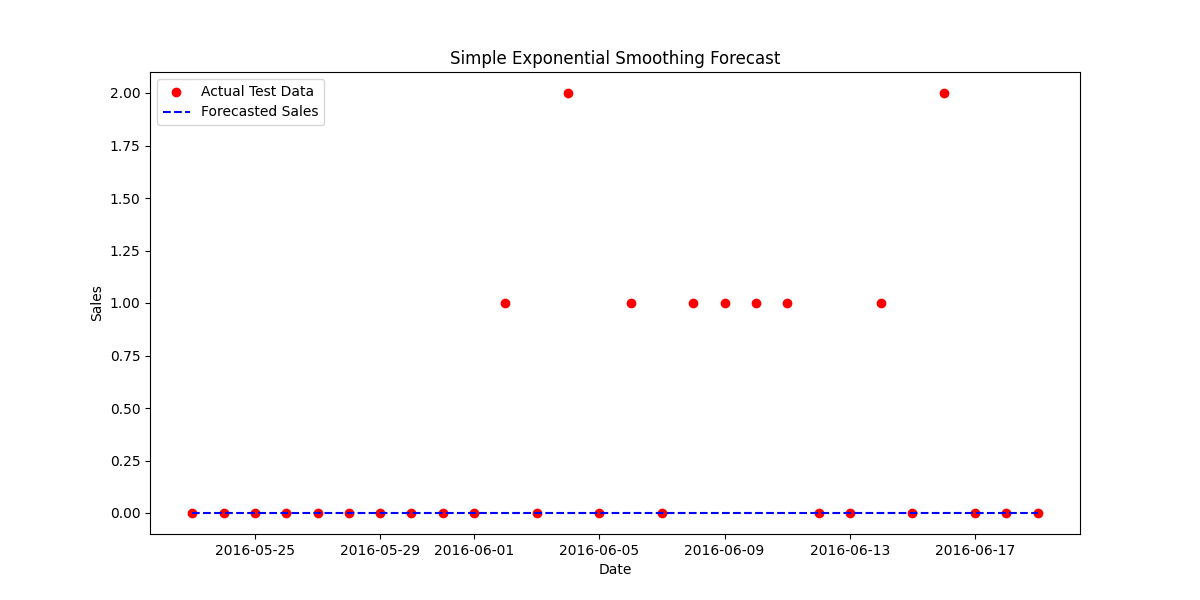 Simple Exponential Smoothing Forecast
Actual Test Data
Forecasted Sales
2.00
1.75
1.50
1.25
1.00
0.75
0.50
0.25
0.00
Sales
2016-05-25 2016-05-29 2016-06-01 2016-06-05 2016-06-09 2016-06-13 2016-06-17
Date